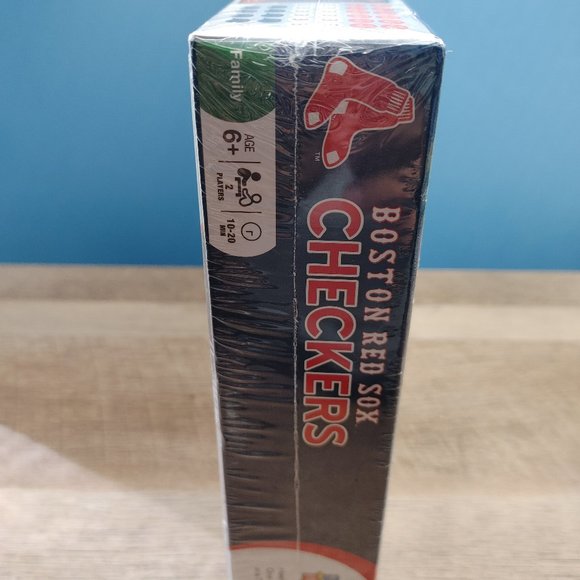 Family
AGE
6+
2
PLAYERS
10-20
MIN
TM
BOSTON RED SOX
CHECKERS